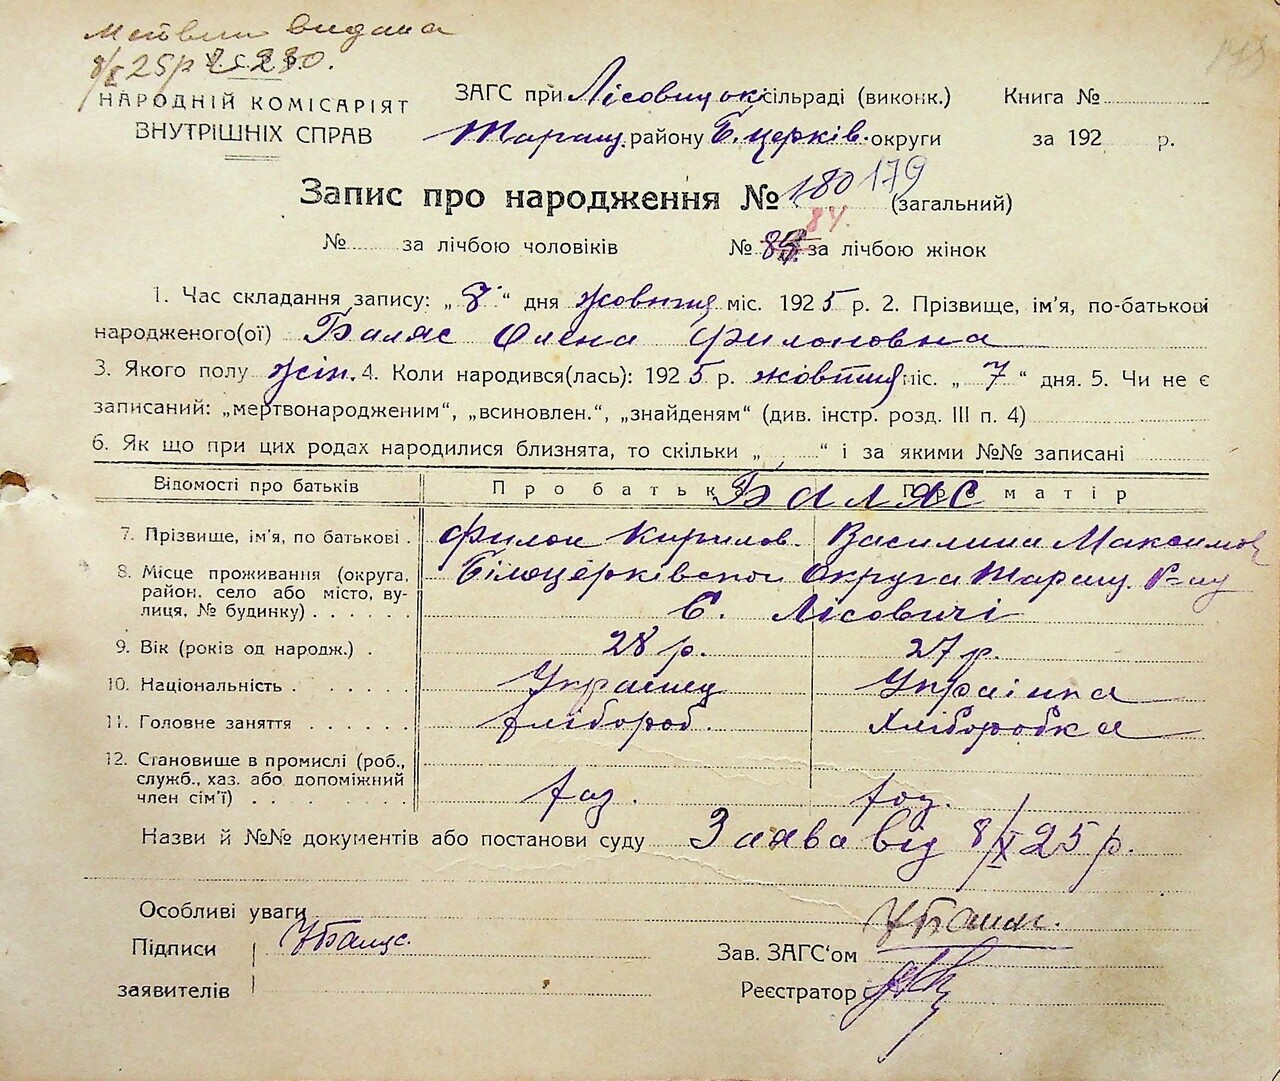 видана
8/X 25р
У.С.Р.Р.
НАРОДНІЙ КОМІСАРІЯТ
ВНУТРІШНІХ СПРАВ
ЗАГС при Лісовицьк. сільраді (виконк.)
Таращ. району Б. церків. округи
Книга №
за 192 р.
Запис про народження № 180 179 (загальний)
84.
№ за лічбою чоловіків № за лічбою жінок
1. Час складання запису: „ 8 “ дня жовтня міс. 1925 р. 2. Прізвище, ім’я, по-батькові
народженого(ої) Баляс Олена Филоновна
3. Якого полу жін. 4. Коли народився(лась): 1925 р. жовтня міс. „ 7 “ дня. 5. Чи не є
записаний: „мертвонародженим“, „всиновлен.“, „знайденям“ (див. інстр. розд. III п. 4)
6. Як що при цих родах народилися близнята, то скільки „ “ і за якими №№ записані
Відомості про батьків Про батька Про матір
Баляс
7. Прізвище, ім’я, по батькові . Филон Кирилов. Василина Максимов
8. Місце проживання (округа, Білоцерківскої Округи Таращ. Р-ну
район, село або місто, ву-
лиця, № будинку) . . . . . . С. Лісовичі
9. Вік (років од народж.) . 28 р. 27 р.
10. Національність . . . . . . . Украінец Украінка
11. Головне заняття . . . . . . хлібороб. хліборобка
12. Становище в промислі (роб.,
служб., хаз. або допоміжний
член сім’ї) . . . . . . . . . хаз. хоз.
Назви й №№ документів або постанови суду Заява від 8/X 25 р.
Особливі уваги
Підписи
заявителів
Зав. ЗАГС‘ом
Реєстратор